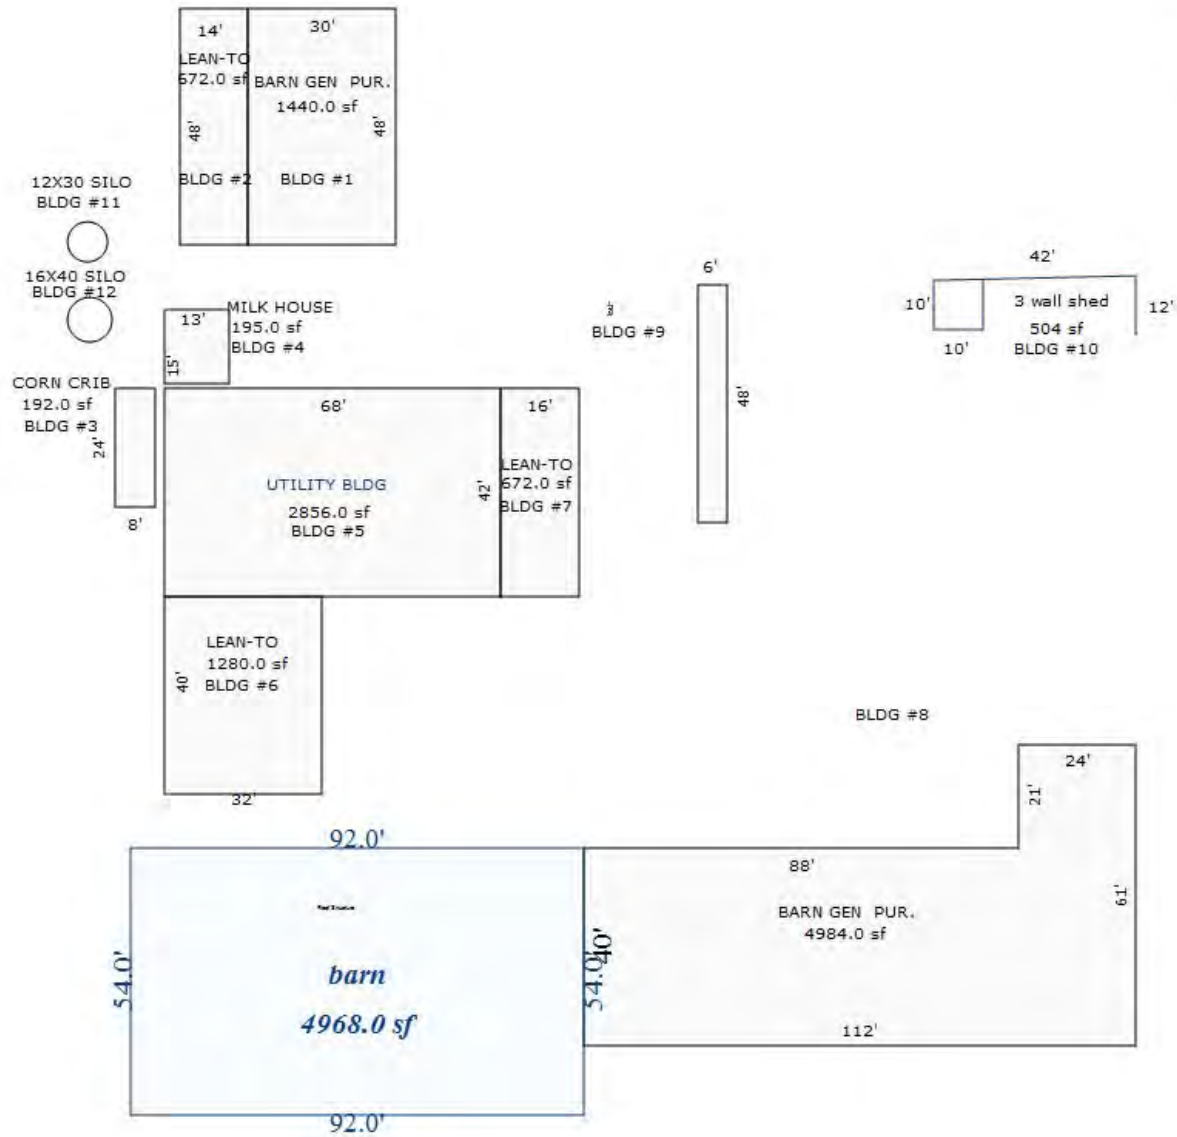 14'
30'
LEAN-TO
672.0 sf
BARN GEN PUR.
1440.0 sf
48'
48'
BLDG #2
BLDG #1
12X30 SILO
BLDG #11
16X40 SILO
BLDG #12
13'
MILK HOUSE
195.0 sf
BLDG #4
15'
CORN CRIB
192.0 sf
BLDG #3
24'
8'
68'
UTILITY BLDG
2856.0 sf
BLDG #5
42'
16'
LEAN-TO
672.0 sf
BLDG #7
BLDG #9
6'
48'
42'
10'
10'
3 wall shed
504 sf
BLDG #10
12'
LEAN-TO
1280.0 sf
BLDG #6
40'
32'
BLDG #8
24'
21'
88'
61'
BARN GEN PUR.
4984.0 sf
40'
112'
92.0'
54.0'
barn
4968.0 sf
54.0'
92.0'